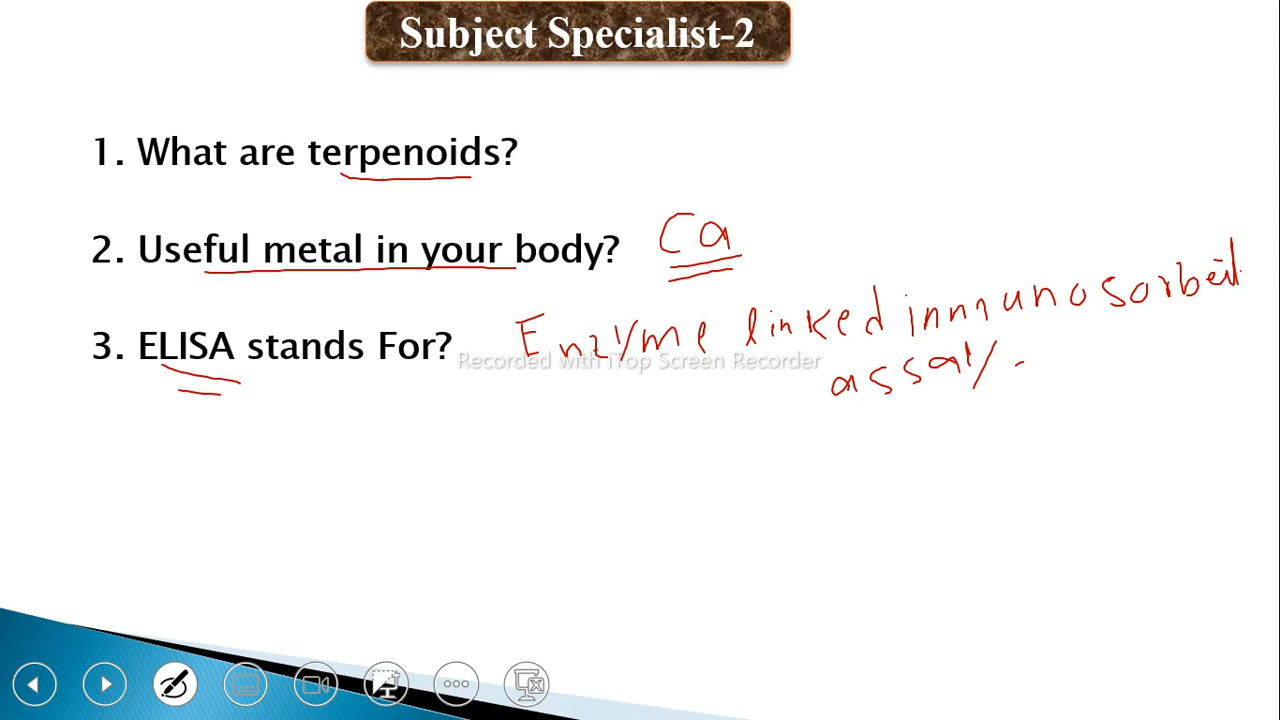 Subject Specialist-2
1. What are terpenoids?
2. Useful metal in your body? Ca
3. ELISA stands For? Enzyme linked immunosorbent
assay.
Recorded with iTop Screen Recorder